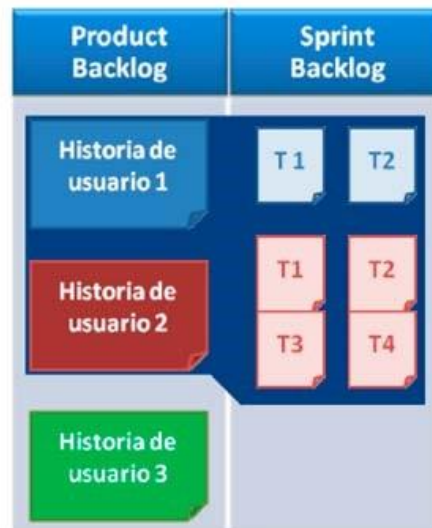 Product
Backlog
Sprint
Backlog
Historia de
usuario 1
T 1
T2
Historia de
usuario 2
T1
T2
T3
T4
Historia de
usuario 3